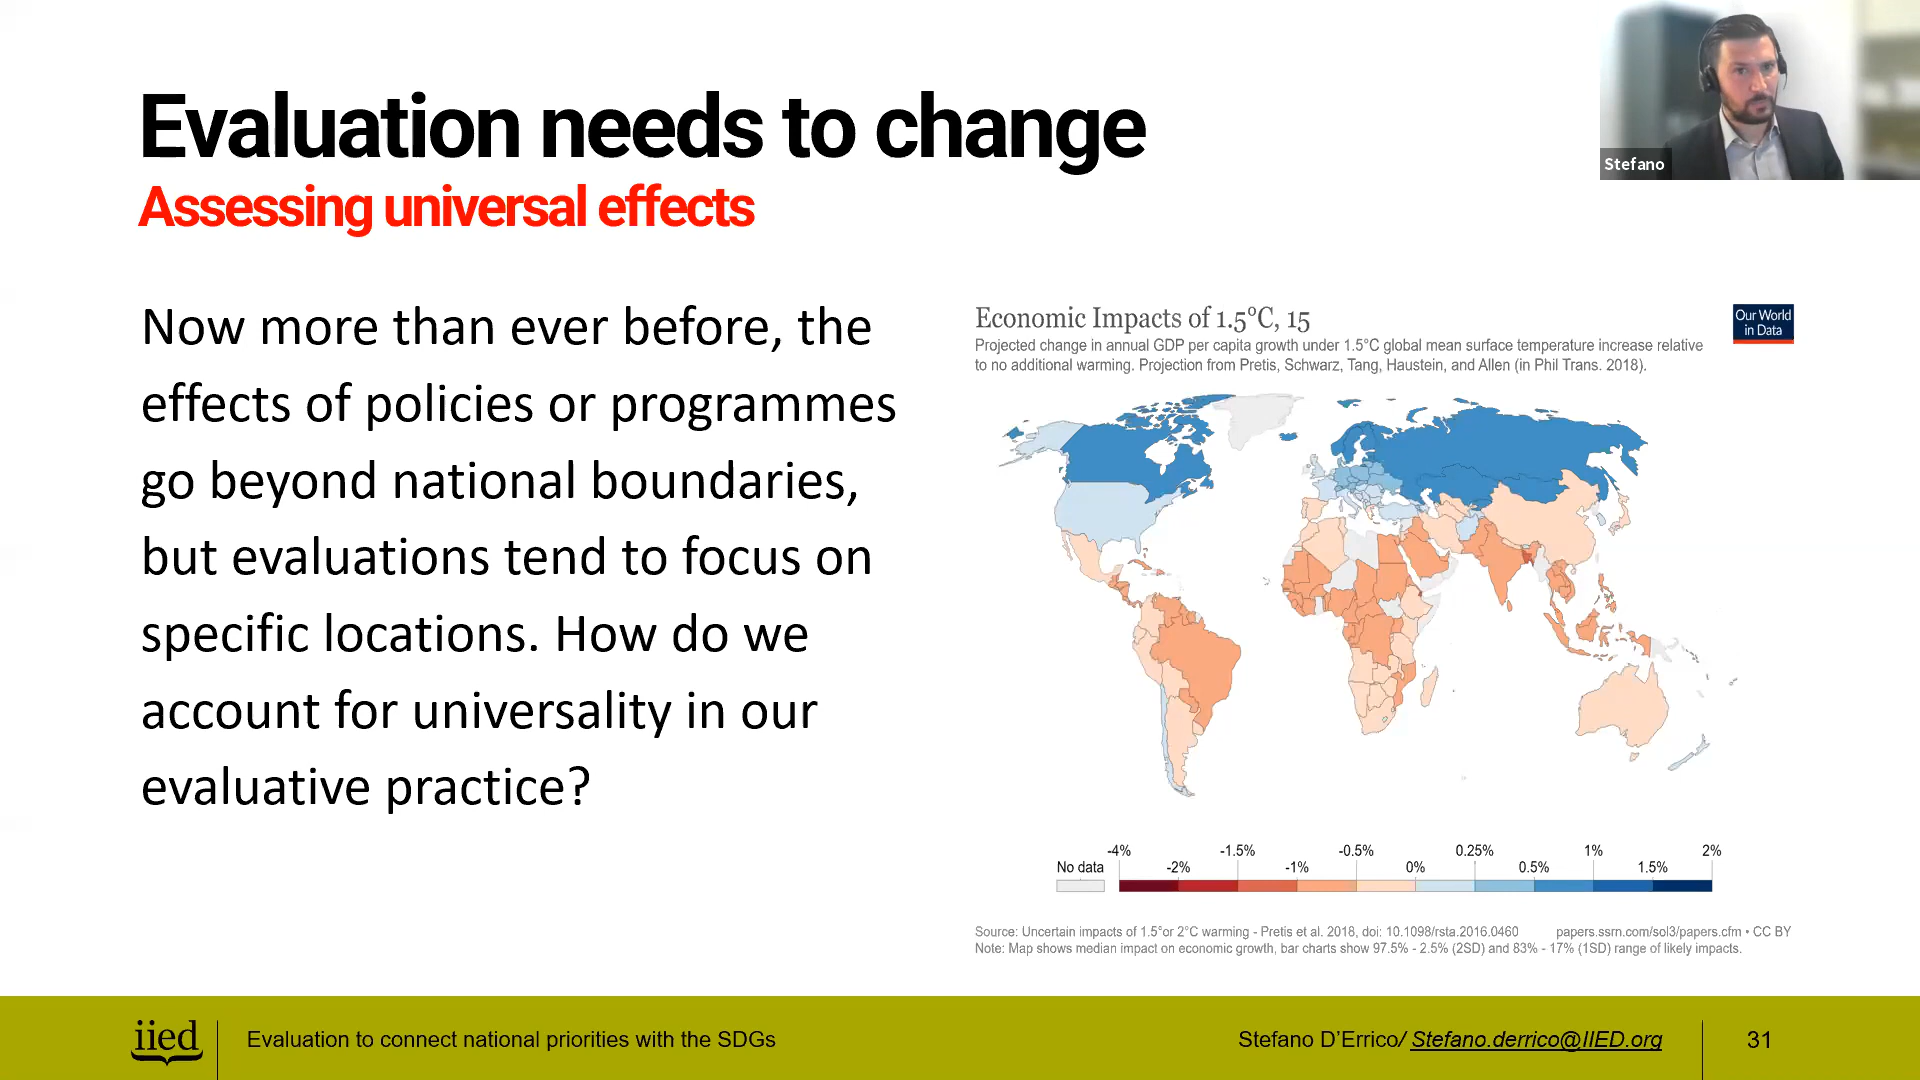 Evaluation needs to change
Assessing universal effects
Stefano
Now more than ever before, the
effects of policies or programmes
go beyond national boundaries,
but evaluations tend to focus on
specific locations. How do we
account for universality in our
evaluative practice?
Economic Impacts of 1.5°C, 15
Our World
in Data
Projected change in annual GDP per capita growth under 1.5°C global mean surface temperature increase relative
to no additional warming. Projection from Pretis, Schwarz, Tang, Haustein, and Allen (in Phil Trans. 2018).
-4% -1.5% -0.5% 0.25% 1% 2%
No data -2% -1% 0% 0.5% 1.5%
Source: Uncertain impacts of 1.5°or 2°C warming - Pretis et al. 2018, doi: 10.1098/rsta.2016.0460 papers.ssrn.com/sol3/papers.cfm • CC BY
Note: Map shows median impact on economic growth, bar charts show 97.5% - 2.5% (2SD) and 83% - 17% (1SD) range of likely impacts.
iied Evaluation to connect national priorities with the SDGs Stefano D’Errico/ Stefano.derrico@IIED.org 31